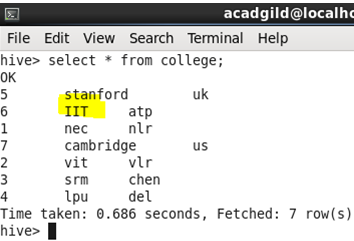 acadgild@localho
File Edit View Search Terminal Help
hive> select * from college;
OK
5 stanford uk
6 IIT atp
1 nec nlr
7 cambridge us
2 vit vlr
3 srm chen
4 lpu del
Time taken: 0.686 seconds, Fetched: 7 row(s)
hive>